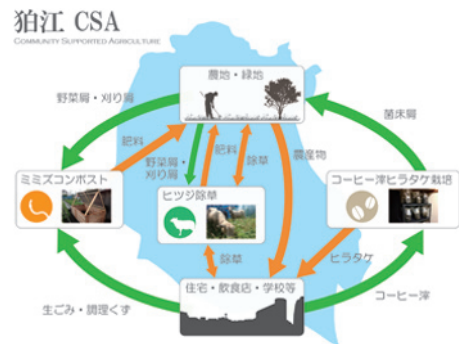 狛江 CSA
COMMUNITY SUPPORTED AGRICULTURE
農地・緑地
野菜屑・刈り屑
菌床屑
肥料
野菜屑・
刈り屑
肥料
除草
農産物
ミミズコンポスト
ヒツジ除草
コーヒー滓ヒラタケ栽培
除草
ヒラタケ
住宅・飲食店・学校等
生ごみ・調理くず
コーヒー滓